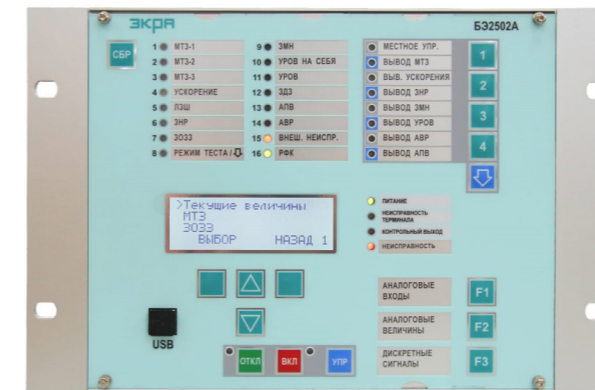 ЭКРА
БЭ2502А
СБР
1 МТЗ-1
2 МТЗ-2
3 МТЗ-3
4 УСКОРЕНИЕ
5 ЛЗШ
6 ЗНР
7 ЗОЗЗ
8 РЕЖИМ ТЕСТА /
9 ЗМН
10 УРОВ НА СЕБЯ
11 УРОВ
12 ЗДЗ
13 АПВ
14 АВР
15 ВНЕШ. НЕИСПР.
16 РФК
МЕСТНОЕ УПР.
ВЫВОД МТЗ
ВЫВ. УСКОРЕНИЯ
ВЫВОД ЗНР
ВЫВОД ЗМН
ВЫВОД УРОВ
ВЫВОД АВР
ВЫВОД АПВ
1
2
3
4
>Текущие величины
МТЗ
ЗОЗЗ
ВЫБОР НАЗАД 1
ПИТАНИЕ
НЕИСПРАВНОСТЬ
ТЕРМИНАЛА
КОНТРОЛЬНЫЙ ВЫХОД
НЕИСПРАВНОСТЬ
USB
ОТКЛ
ВКЛ
УПР
АНАЛОГОВЫЕ
ВХОДЫ
F1
АНАЛОГОВЫЕ
ВЕЛИЧИНЫ
F2
ДИСКРЕТНЫЕ
СИГНАЛЫ
F3